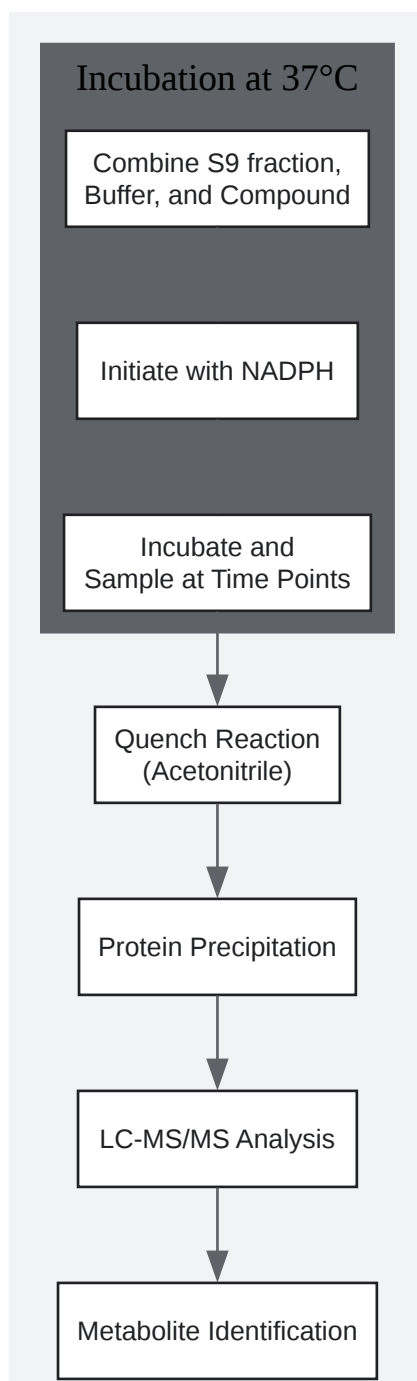 Incubation at 37°C
Combine S9 fraction,
Buffer, and Compound
Initiate with NADPH
Incubate and
Sample at Time Points
Quench Reaction
(Acetonitrile)
Protein Precipitation
LC-MS/MS Analysis
Metabolite Identification